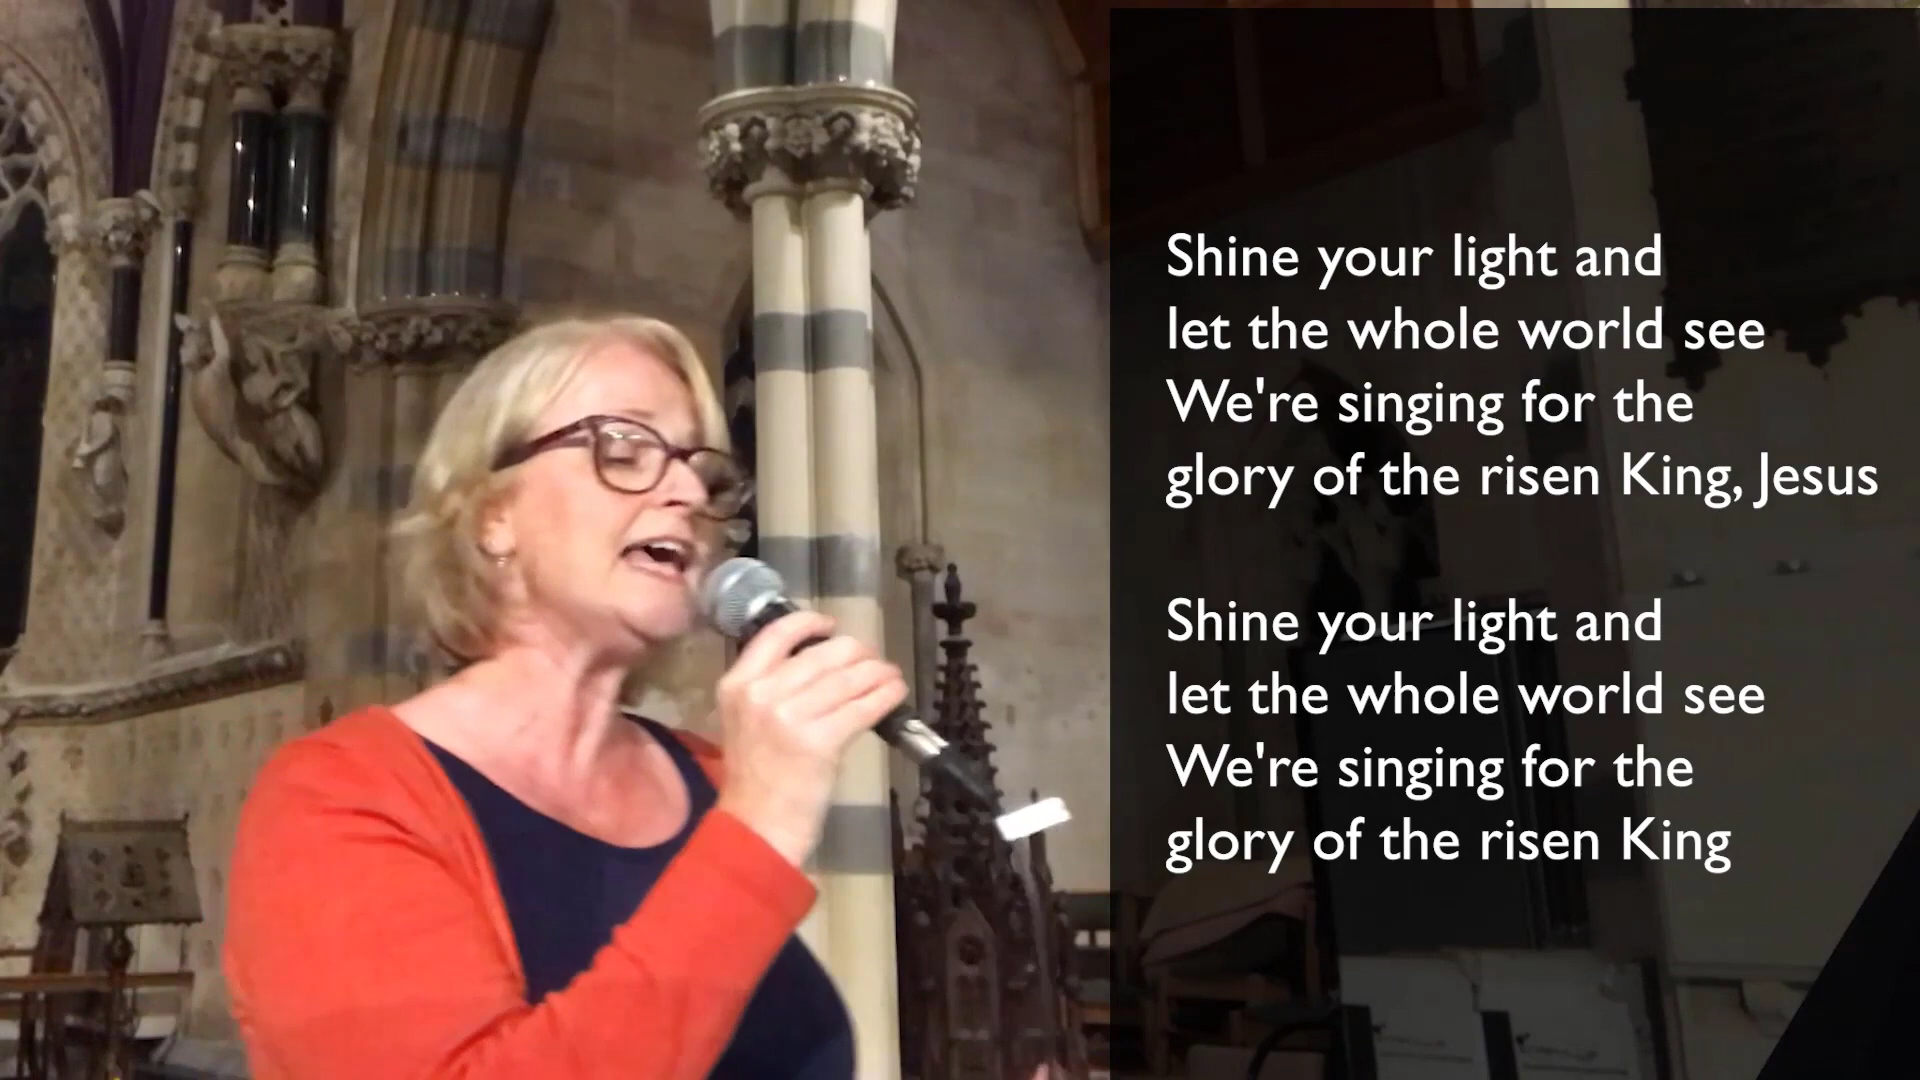 Shine your light and
let the whole world see
We're singing for the
glory of the risen King, Jesus
Shine your light and
let the whole world see
We're singing for the
glory of the risen King